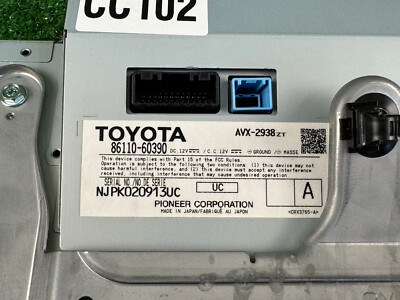 CC102
TOYOTA
AVX-2938ZT
86110-60390
DC.12V / C.C.12V
GROUND / MASSE
This device complies with Part 15 of the FCC Rules.
Operation is subject to the following two conditions: (1) this device may not
cause harmful interference, and (2) this device must accept any
interference received, including interference that may cause
undesired operation.
SERIAL NO/NO DE SERIE
NJPK020913UC
UC
A
PIONEER CORPORATION
MADE IN JAPAN/FABRIQUÉ AU JAPON
<CRX3765-A>